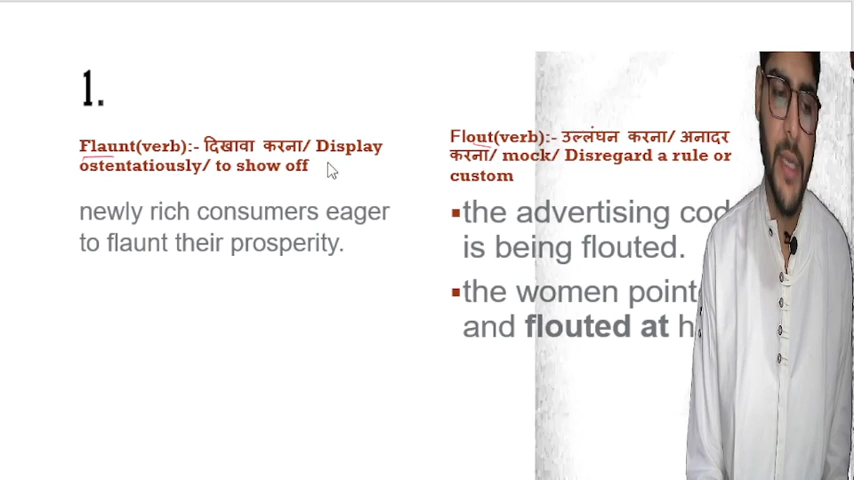 1.
Flaunt(verb):- दिखावा करना/ Display
ostentatiously/ to show off
newly rich consumers eager
to flaunt their prosperity.
Flout(verb):- उल्लंघन करना/ अनादर
करना/ mock/ Disregard a rule or
custom
▪the advertising
is being flouted.
▪the women
and flouted at